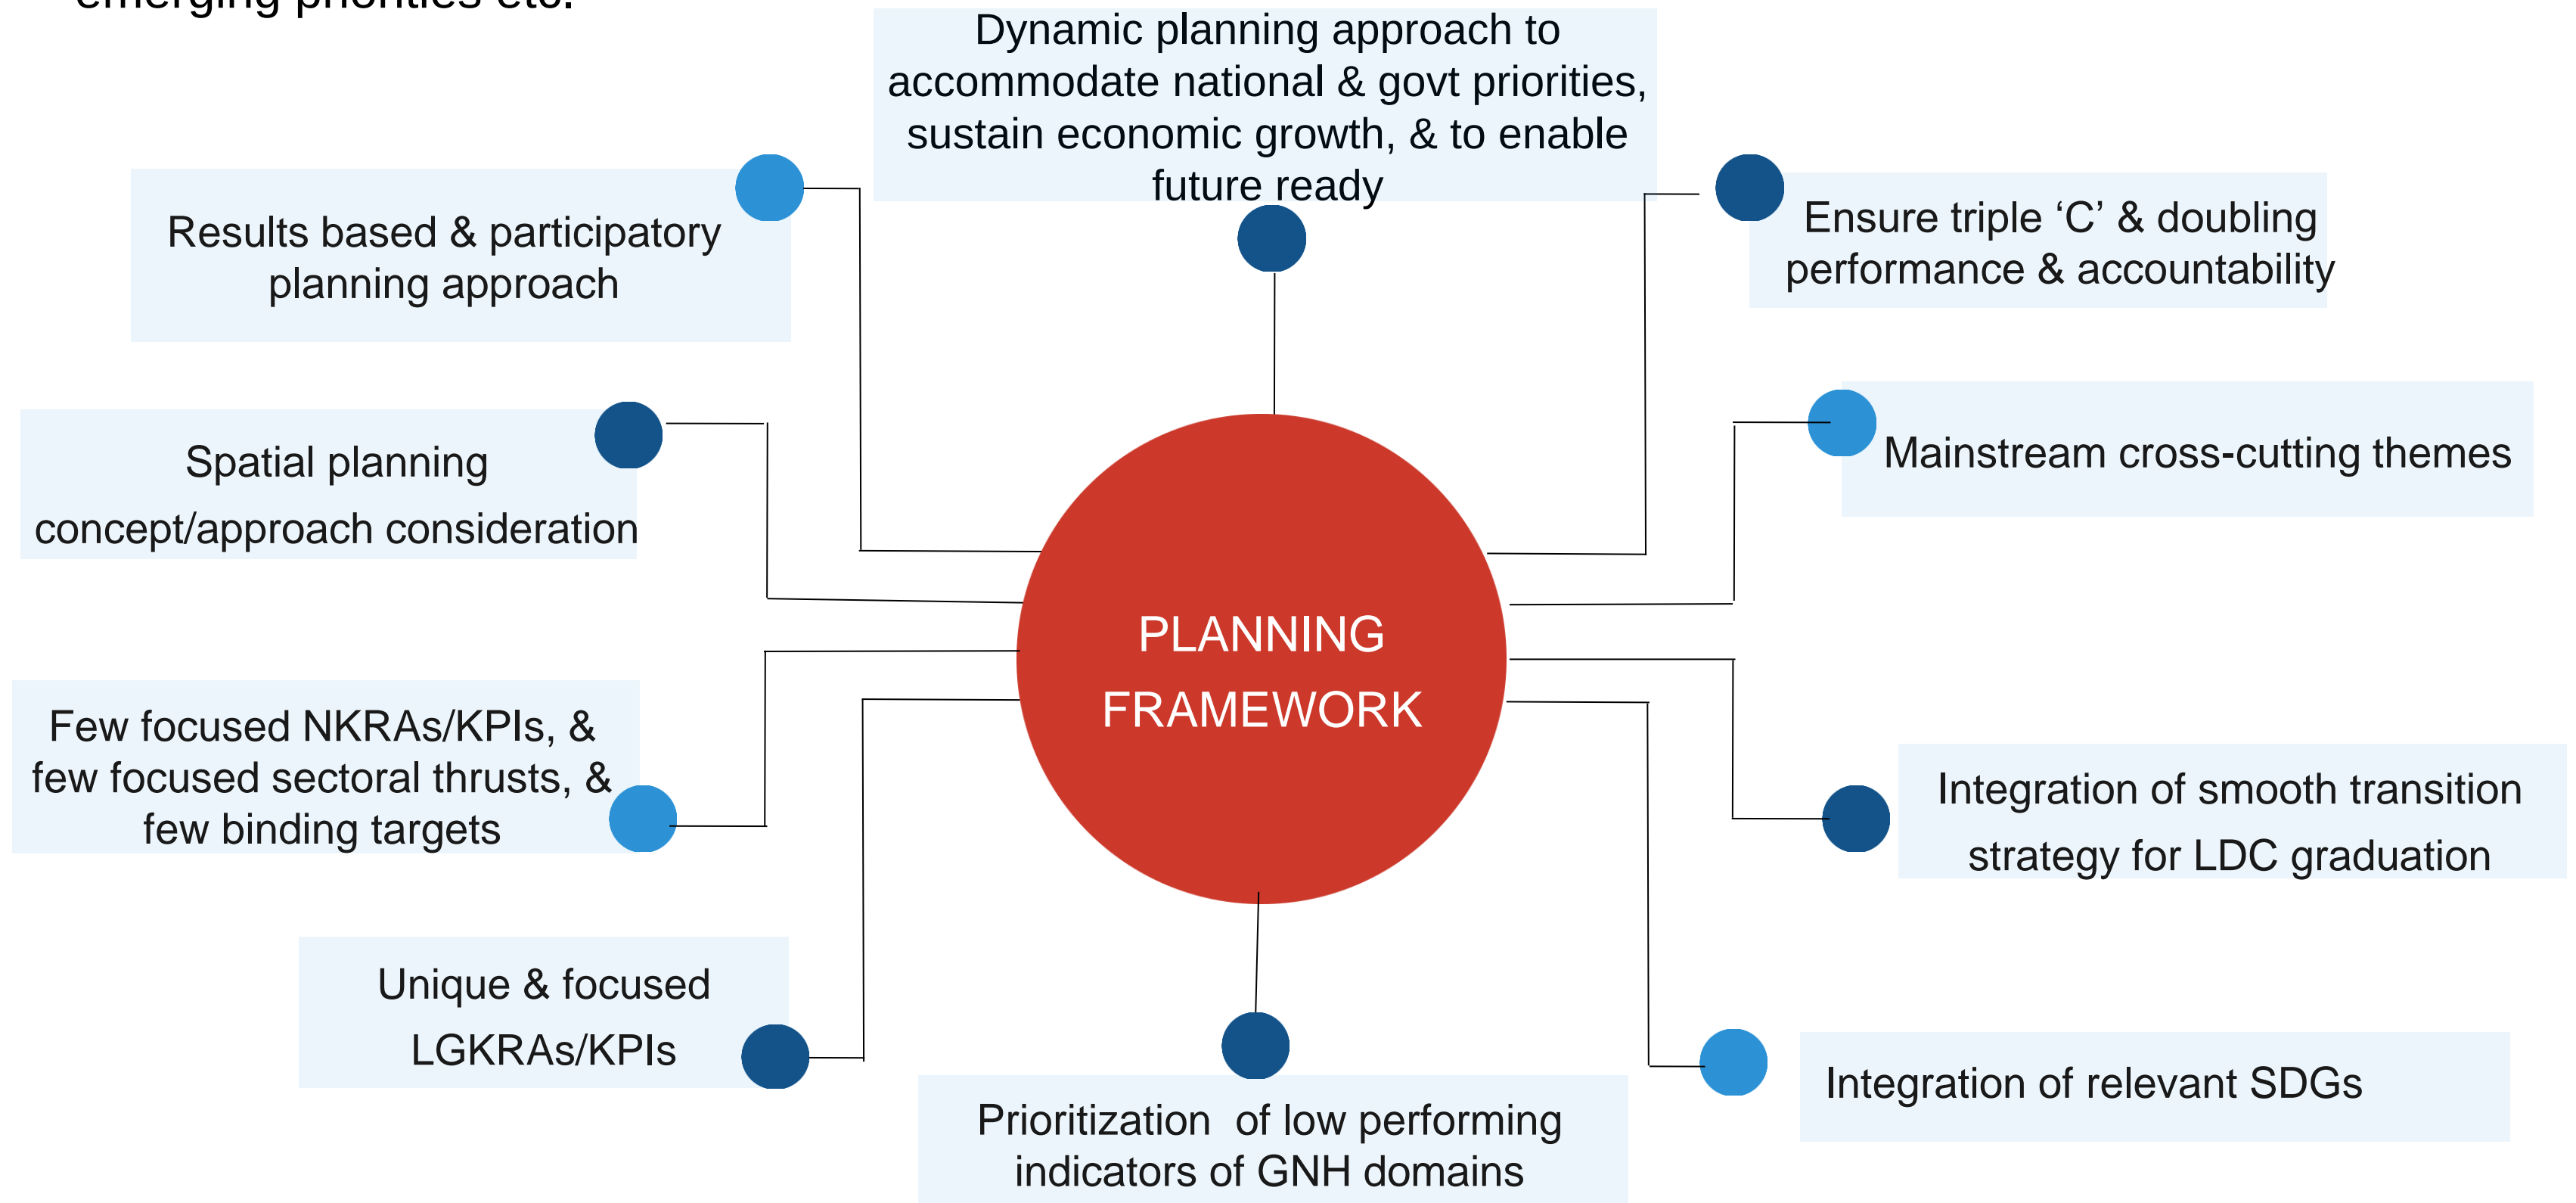 emerging priorities etc.
Dynamic planning approach to
accommodate national & govt priorities,
sustain economic growth, & to enable
future ready
Results based & participatory
planning approach
Ensure triple ‘C’ & doubling
performance & accountability
Spatial planning
concept/approach consideration
Mainstream cross-cutting themes
PLANNING
FRAMEWORK
Few focused NKRAs/KPIs, &
few focused sectoral thrusts, &
few binding targets
Integration of smooth transition
strategy for LDC graduation
Unique & focused
LGKRAs/KPIs
Integration of relevant SDGs
Prioritization  of low performing
indicators of GNH domains